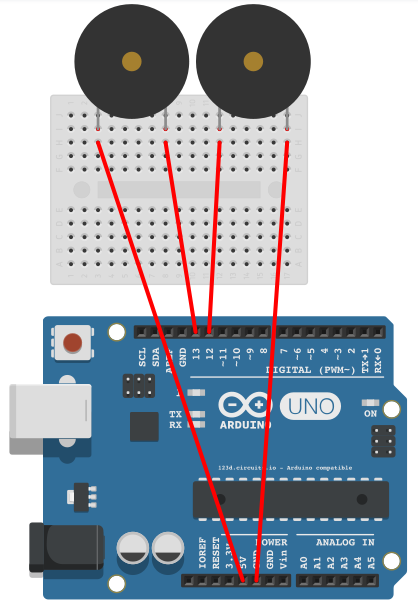 SCL
SDA
GND
13
12
~11
~10
~9
8
7
~6
~5
4
~3
2
TX→1
RX←0
DIGITAL (PWM~)
TX
RX
ARDUINO
UNO
ON
123d.circuits.io - Arduino compatible
POWER
ANALOG IN
IOREF
RESET
3.3V
5V
GND
GND
Vin
A0
A1
A2
A3
A4
A5